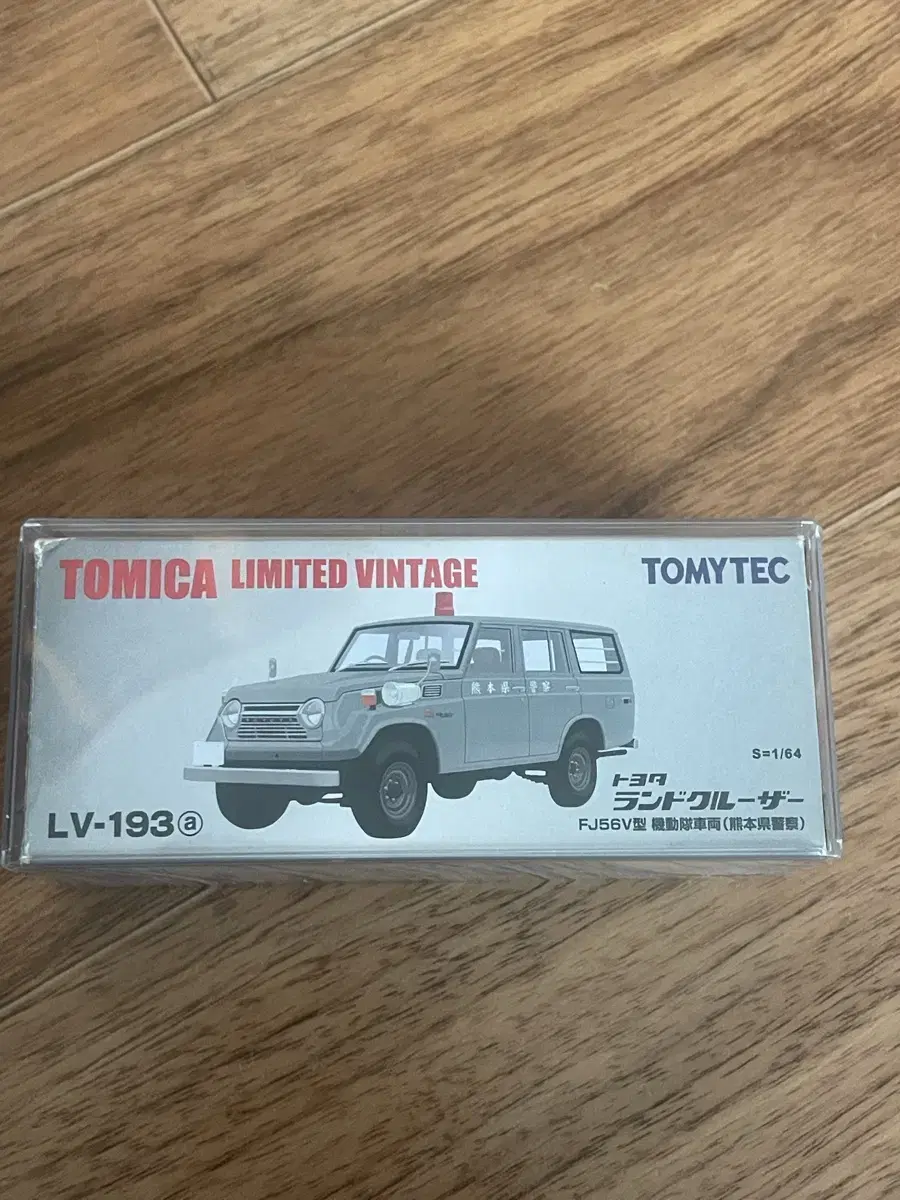 TOMICA LIMITED VINTAGE
TOMYTEC
熊本県警察
S=1/64
トヨタ
ランドクルーザー
LV-193ⓐ
FJ56V型 機動隊車両(熊本県警察)